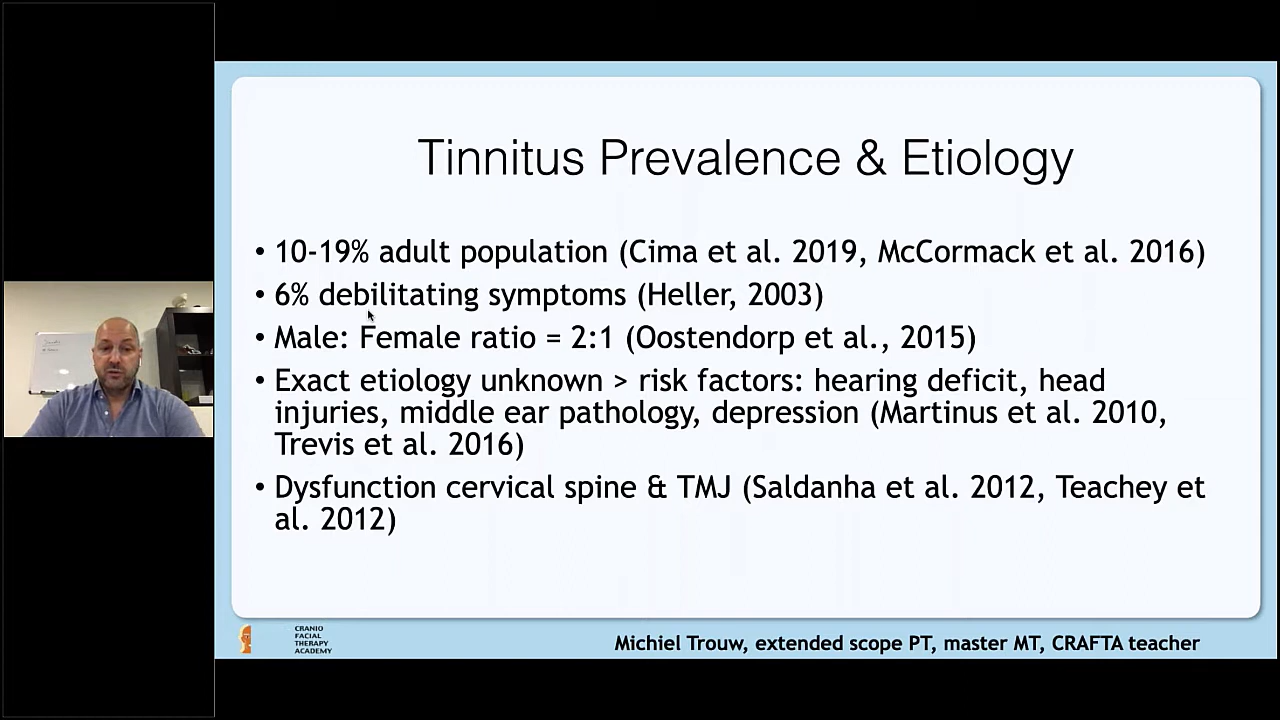 Tinnitus Prevalence & Etiology
• 10-19% adult population (Cima et al. 2019, McCormack et al. 2016)
• 6% debilitating symptoms (Heller, 2003)
• Male: Female ratio = 2:1 (Oostendorp et al., 2015)
• Exact etiology unknown > risk factors: hearing deficit, head
injuries, middle ear pathology, depression (Martinus et al. 2010,
Trevis et al. 2016)
• Dysfunction cervical spine & TMJ (Saldanha et al. 2012, Teachey et
al. 2012)
CRANIO
FACIAL
THERAPY
ACADEMY
Michiel Trouw, extended scope PT, master MT, CRAFTA teacher